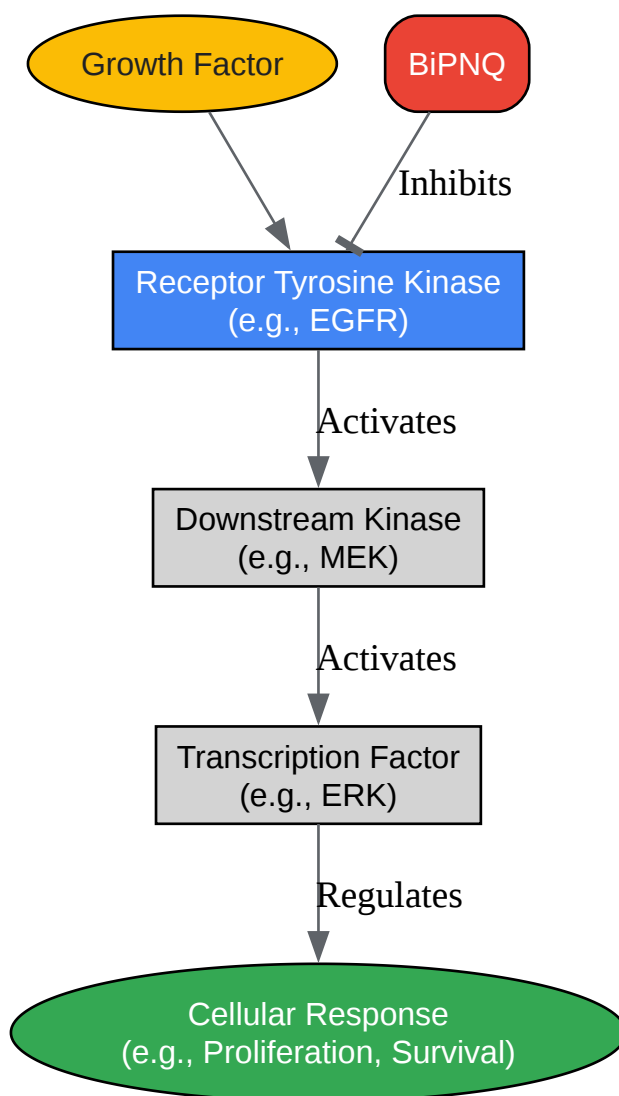 Growth Factor
BiPNQ
Inhibits
Receptor Tyrosine Kinase
(e.g., EGFR)
Activates
Downstream Kinase
(e.g., MEK)
Activates
Transcription Factor
(e.g., ERK)
Regulates
Cellular Response
(e.g., Proliferation, Survival)